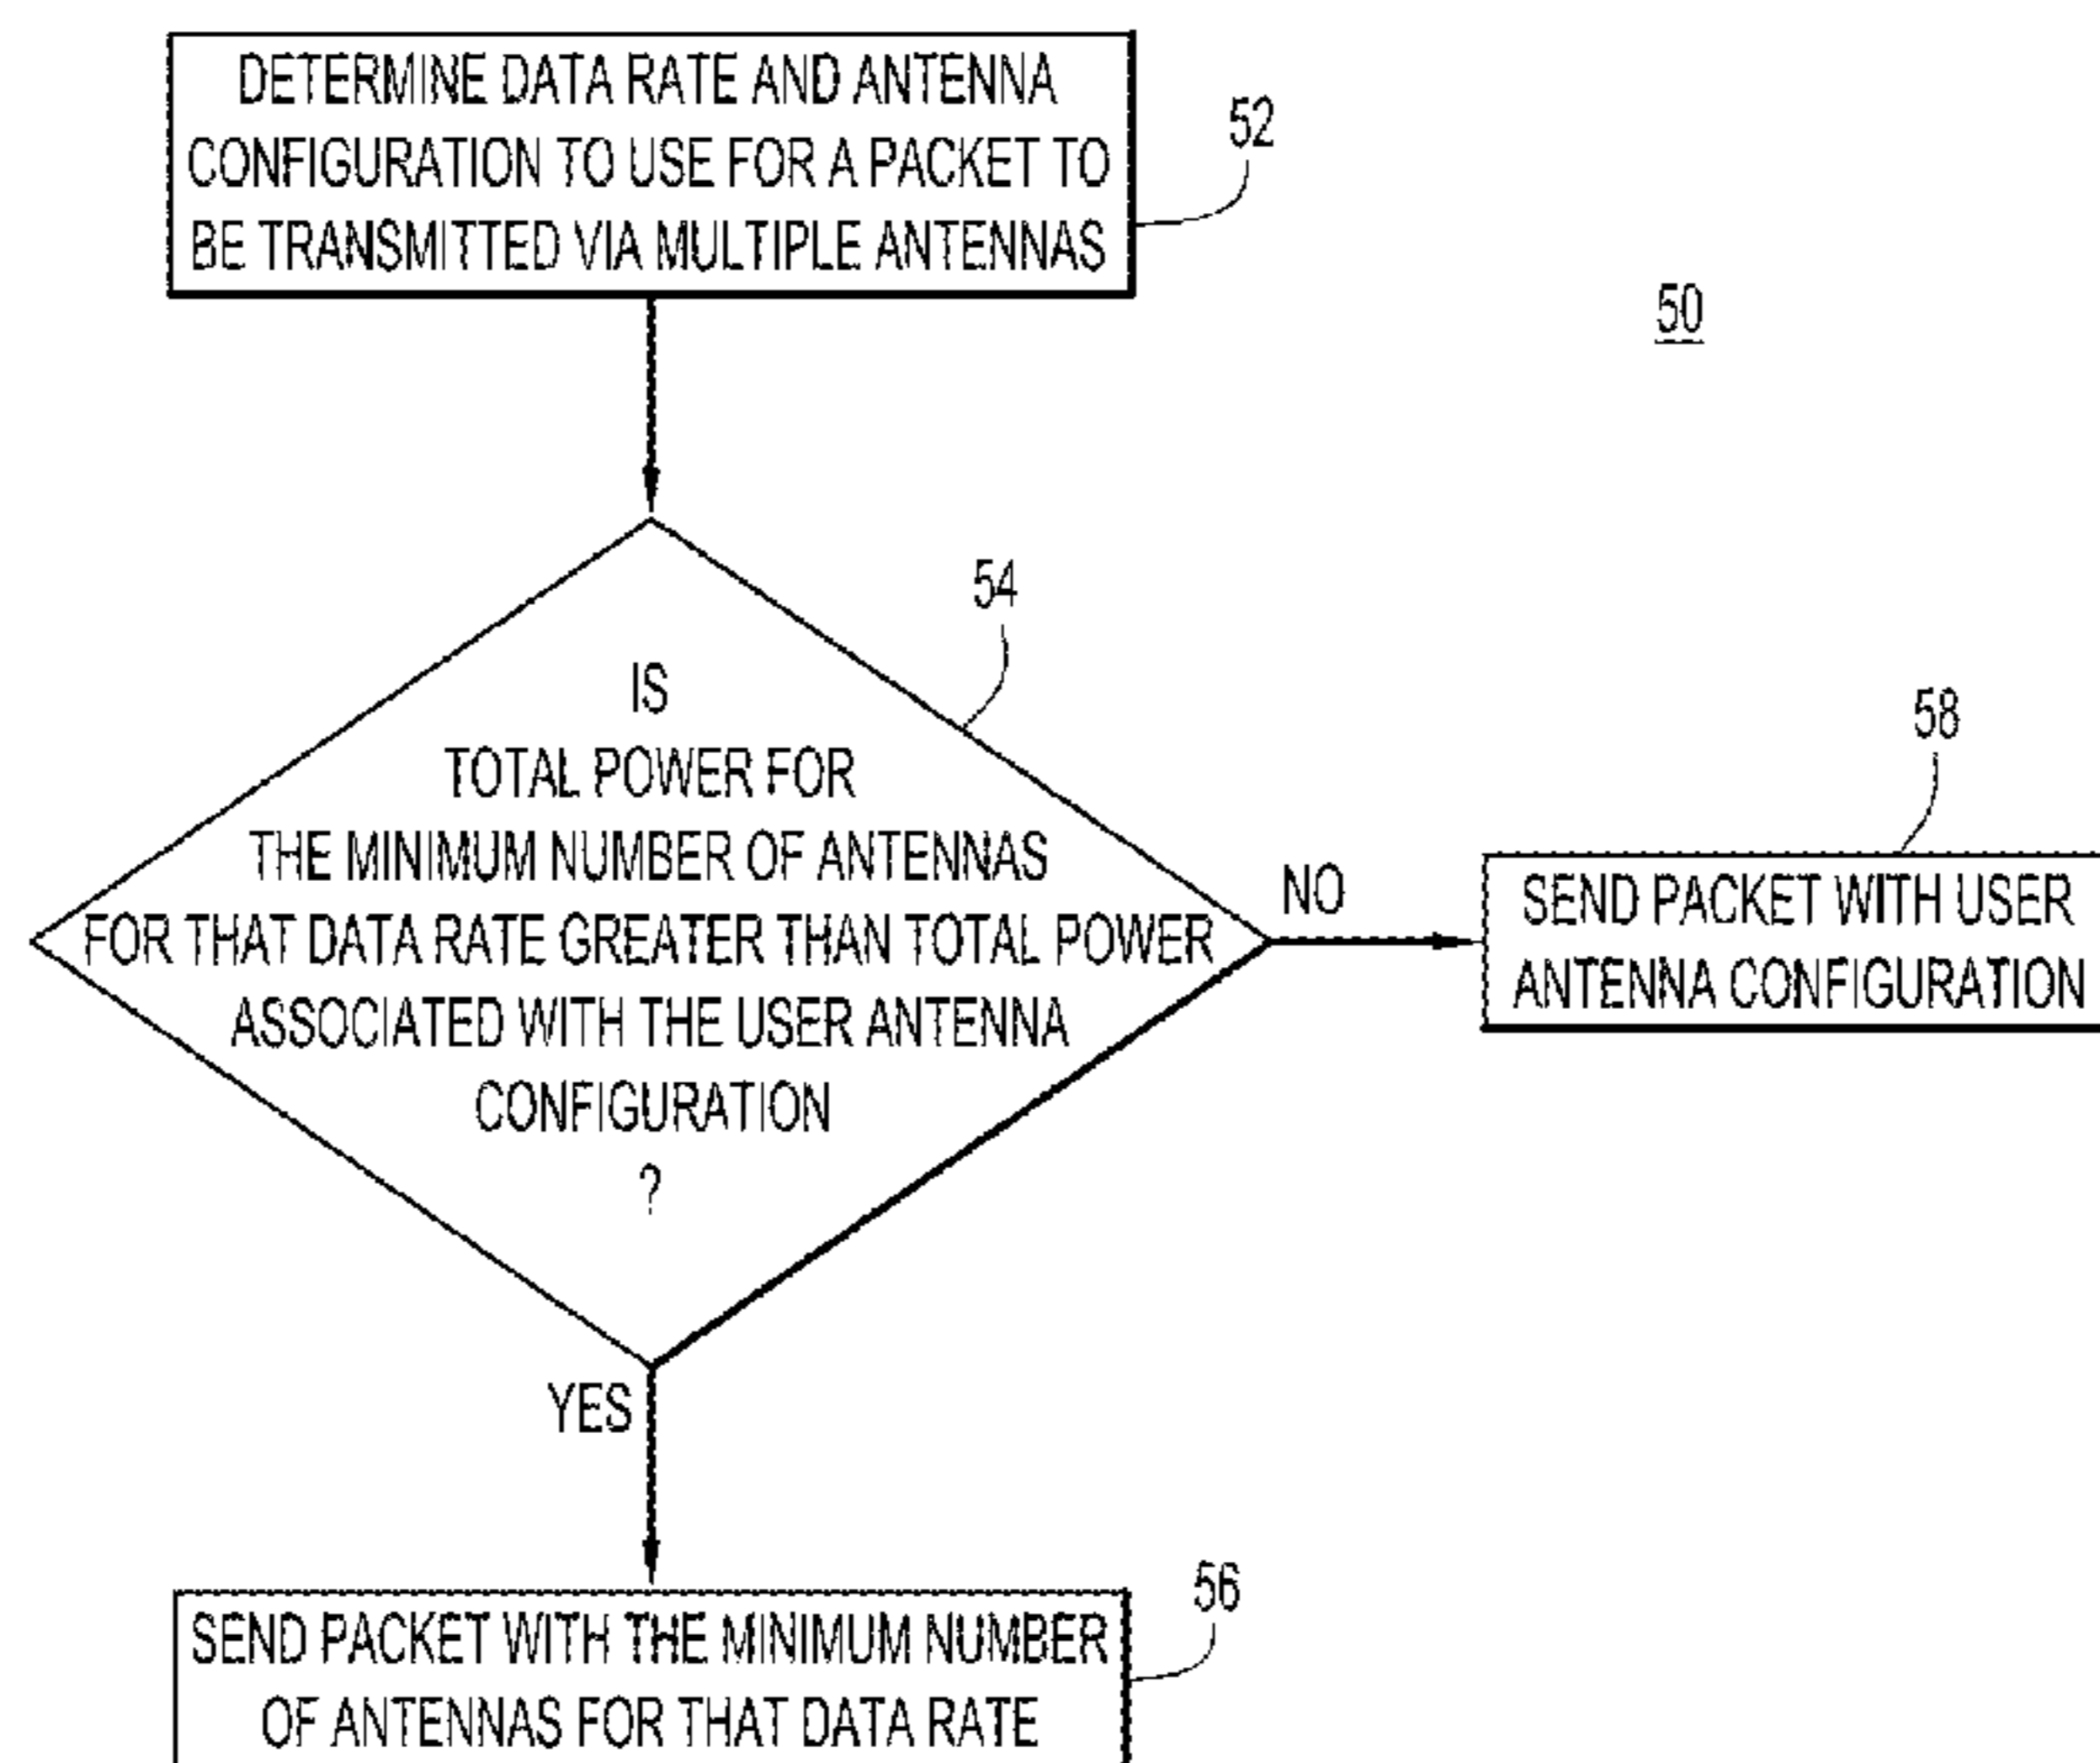 DETERMINE DATA RATE AND ANTENNA
CONFIGURATION TO USE FOR A PACKET TO
BE TRANSMITTED VIA MULTIPLE ANTENNAS
52
50
54
IS
TOTAL POWER FOR
THE MINIMUM NUMBER OF ANTENNAS
FOR THAT DATA RATE GREATER THAN TOTAL POWER
ASSOCIATED WITH THE USER ANTENNA
CONFIGURATION
?
NO
58
SEND PACKET WITH USER
ANTENNA CONFIGURATION
YES
56
SEND PACKET WITH THE MINIMUM NUMBER
OF ANTENNAS FOR THAT DATA RATE